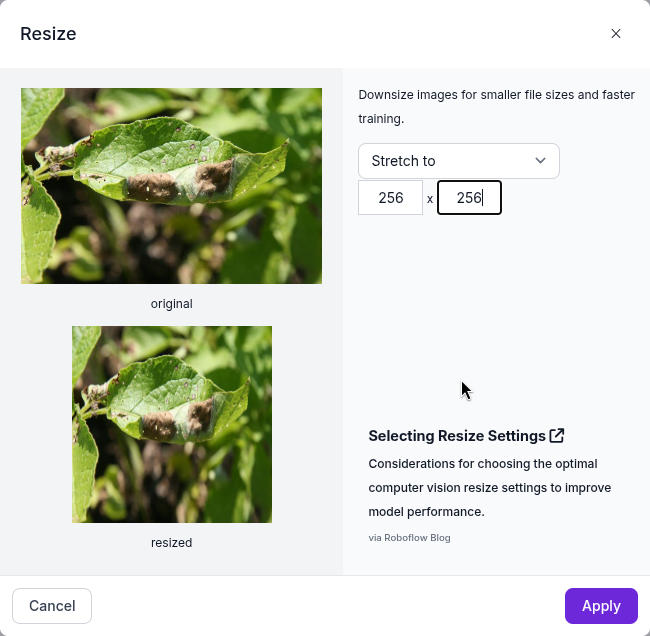 Resize
Downsize images for smaller file sizes and faster
training.
Stretch to
256 x 256
original
resized
Selecting Resize Settings
Considerations for choosing the optimal
computer vision resize settings to improve
model performance.
via Roboflow Blog
Cancel
Apply